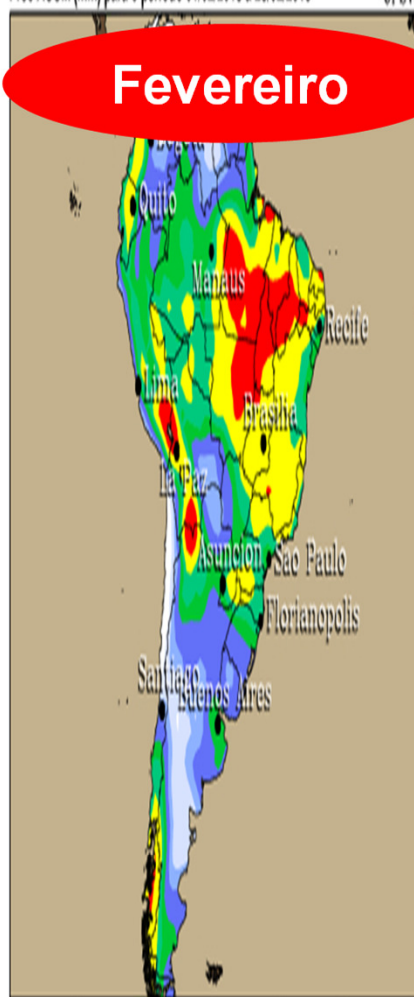 Fevereiro
Quito
Manaus
Recife
Lima
Brasilia
La Paz
Asuncion
Sao Paulo
Florianopolis
Santiago
Buenos Aires